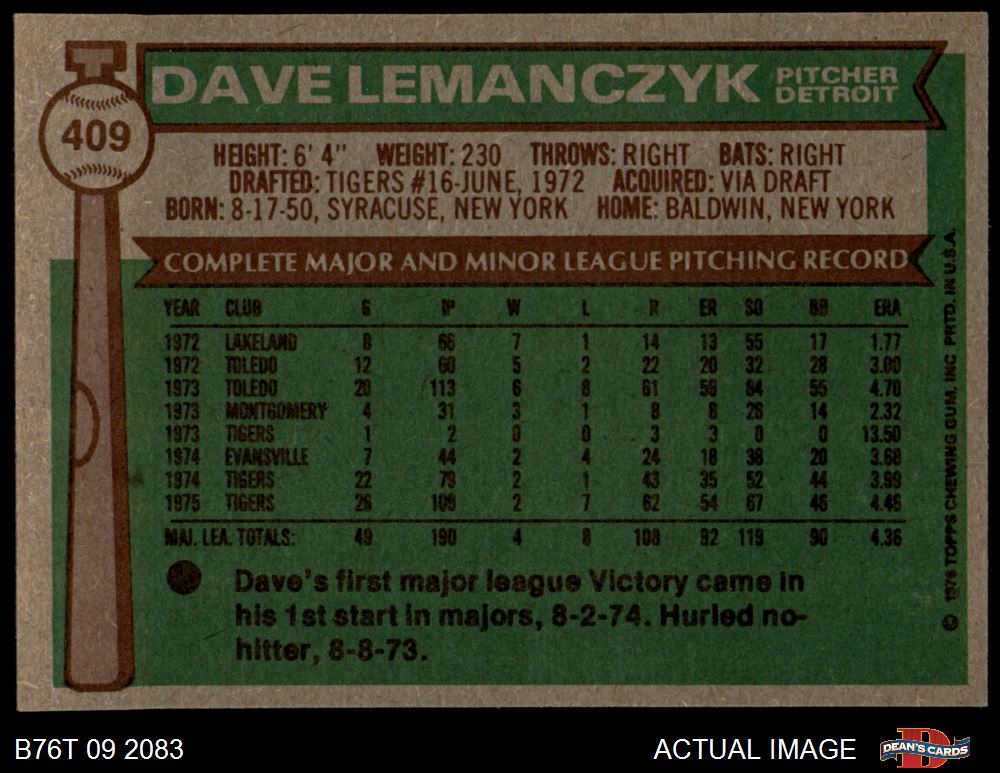 DAVE LEMANCZYK PITCHER DETROIT
409
HEIGHT: 6' 4" WEIGHT: 230 THROWS: RIGHT BATS: RIGHT
DRAFTED: TIGERS #16-JUNE, 1972 ACQUIRED: VIA DRAFT
BORN: 8-17-50, SYRACUSE, NEW YORK HOME: BALDWIN, NEW YORK
COMPLETE MAJOR AND MINOR LEAGUE PITCHING RECORD
YEAR CLUB G IP W L R ER SO BB ERA
1972 LAKELAND 8 66 7 1 14 13 55 17 1.77
1972 TOLEDO 12 60 5 2 22 20 32 28 3.00
1973 TOLEDO 20 113 6 8 61 59 84 55 4.70
1973 MONTGOMERY 4 31 3 1 8 8 26 14 2.32
1973 TIGERS 1 2 0 0 3 3 0 0 13.50
1974 EVANSVILLE 7 44 2 4 24 18 38 20 3.68
1974 TIGERS 22 79 2 1 43 35 52 44 3.99
1975 TIGERS 26 109 2 7 62 54 67 46 4.46
MAJ. LEA. TOTALS: 49 190 4 8 108 92 119 90 4.36
Dave's first major league Victory came in
his 1st start in majors, 8-2-74. Hurled no-
hitter, 8-8-73.
© 1976 TOPPS CHEWING GUM, INC PRTD. IN U.S.A.
B76T 09 2083
ACTUAL IMAGE
DEAN'S CARDS